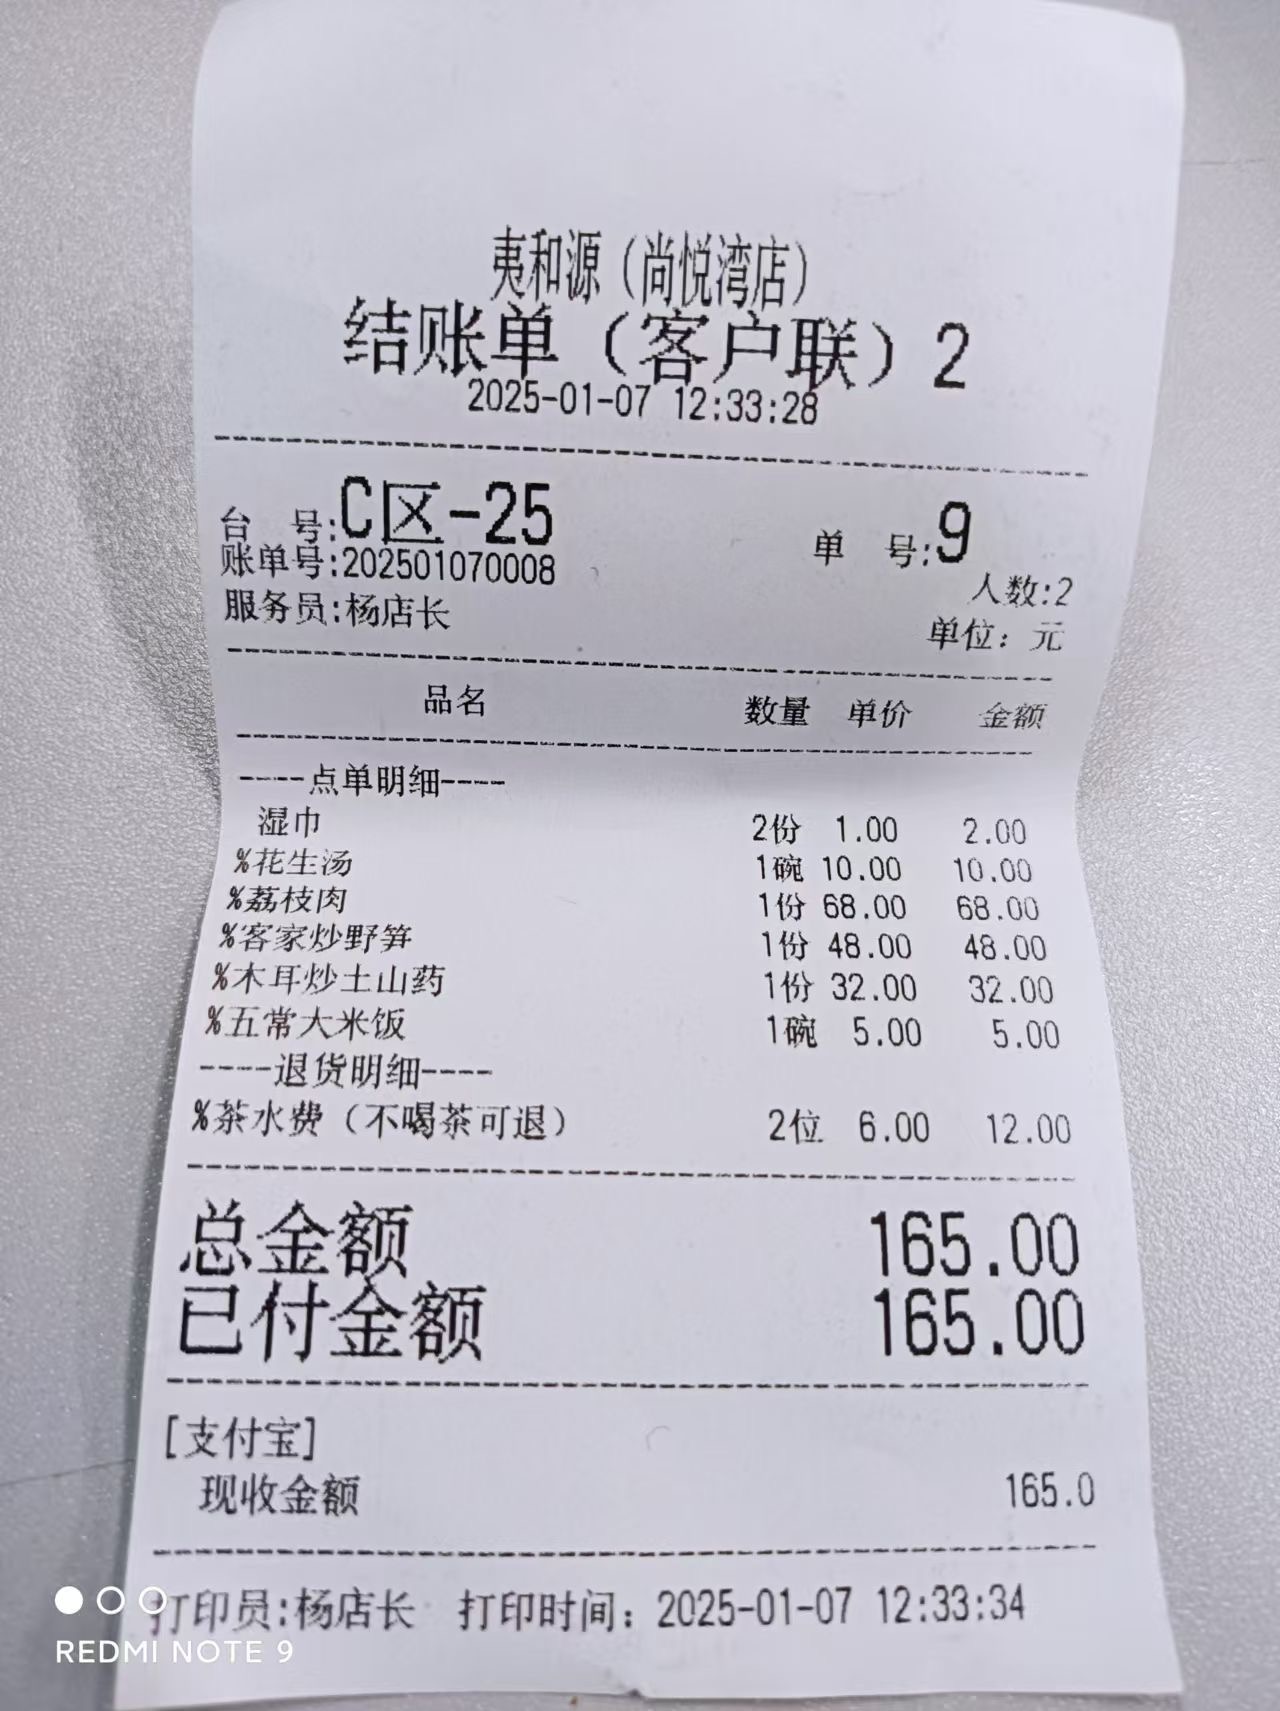 夷和源（尚悦湾店）
结账单（客户联）2
2025-01-07 12:33:28
台 号:C区-25 单 号:9
账单号:202501070008
人数:2
服务员:杨店长
单位：元
品名 数量 单价 金额
----点单明细----
湿巾 2份 1.00 2.00
%花生汤 1碗 10.00 10.00
%荔枝肉 1份 68.00 68.00
%客家炒野笋 1份 48.00 48.00
%木耳炒土山药 1份 32.00 32.00
%五常大米饭 1碗 5.00 5.00
----退货明细----
%茶水费（不喝茶可退） 2位 6.00 12.00
总金额 165.00
已付金额 165.00
[支付宝]
现收金额 165.0
打印员:杨店长 打印时间：2025-01-07 12:33:34
REDMI NOTE 9